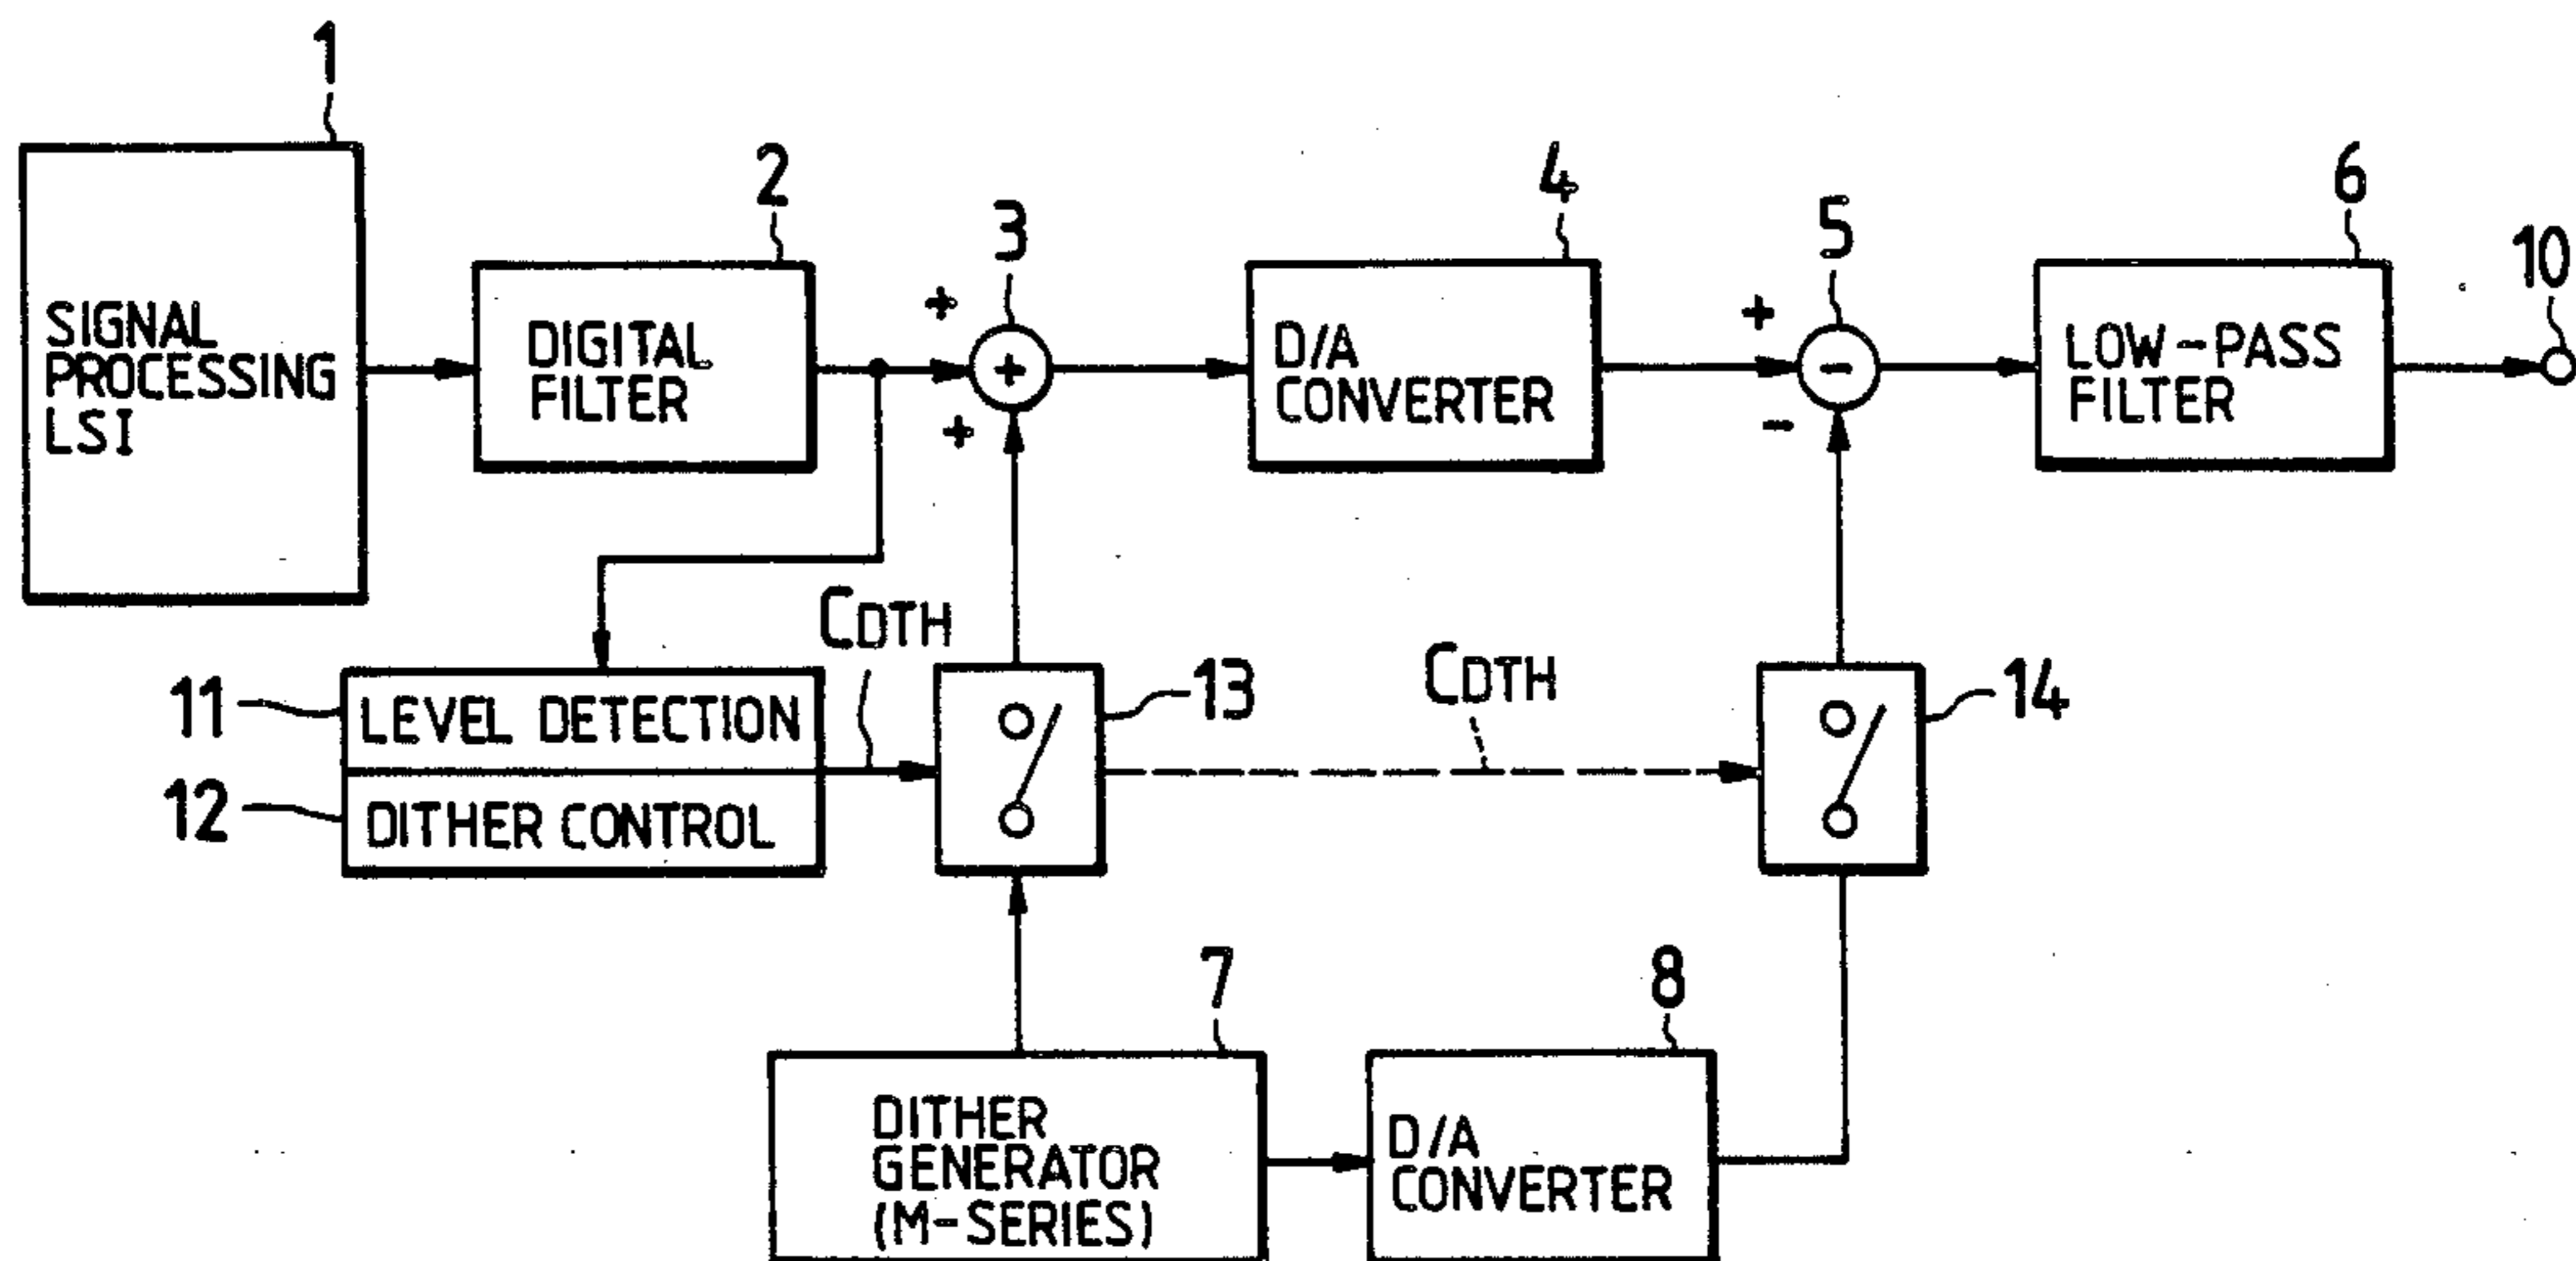 1
2
3
4
5
6
10
SIGNAL
PROCESSING
LSI
DIGITAL
FILTER
+
+
+
D/A
CONVERTER
+
-
-
LOW-PASS
FILTER
CDTH
CDTH
11
LEVEL DETECTION
13
14
12
DITHER CONTROL
7
8
DITHER
GENERATOR
(M-SERIES)
D/A
CONVERTER